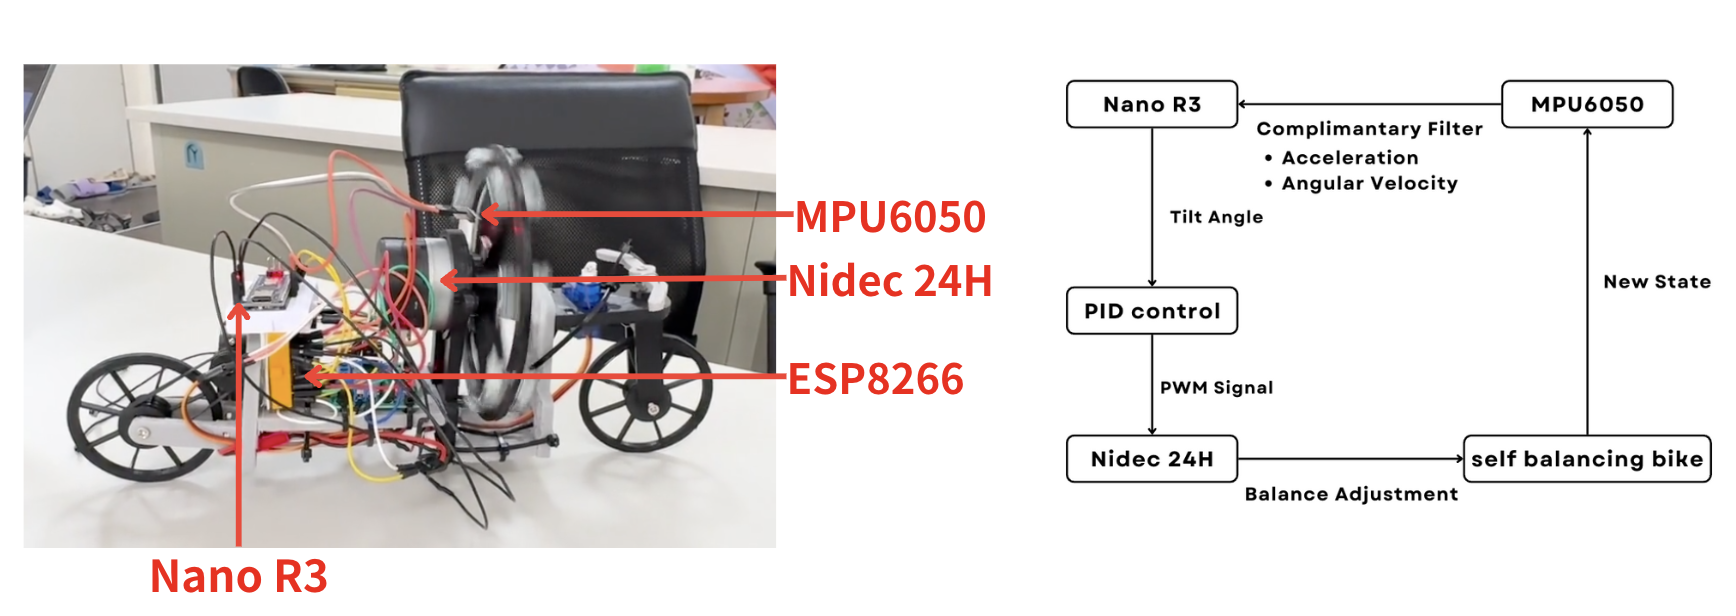 MPU6050
Nidec 24H
ESP8266
Nano R3
Nano R3
MPU6050
Complimantary Filter
• Acceleration
• Angular Velocity
Tilt Angle
New State
PID control
PWM Signal
Nidec 24H
self balancing bike
Balance Adjustment